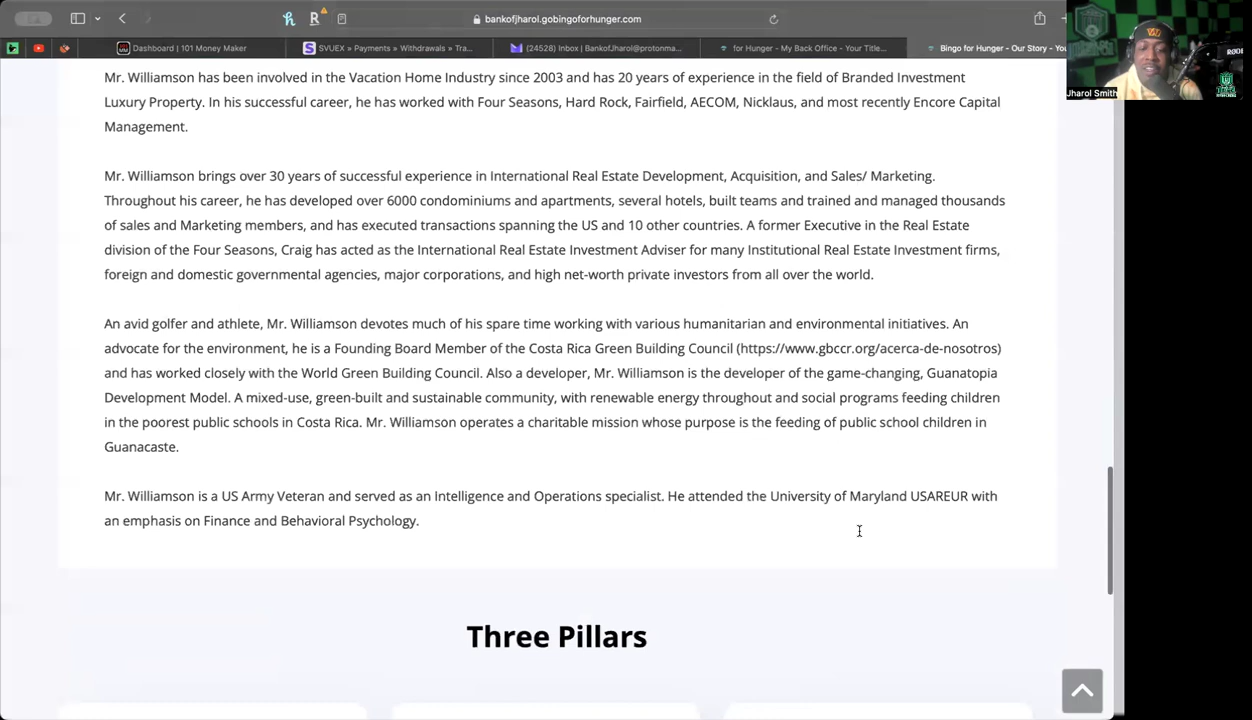 bankofjharol.gobingoforhunger.com
Dashboard | 101 Money Maker
SVUEX » Payments » Withdrawals » Tra...
(24528) Inbox | BankofJharol@protonma...
for Hunger - My Back Office - Your Title...
Bingo for Hunger - Our Story - Yo
Jharol Smith
Mr. Williamson has been involved in the Vacation Home Industry since 2003 and has 20 years of experience in the field of Branded Investment
Luxury Property. In his successful career, he has worked with Four Seasons, Hard Rock, Fairfield, AECOM, Nicklaus, and most recently Encore Capital
Management.
Mr. Williamson brings over 30 years of successful experience in International Real Estate Development, Acquisition, and Sales/ Marketing.
Throughout his career, he has developed over 6000 condominiums and apartments, several hotels, built teams and trained and managed thousands
of sales and Marketing members, and has executed transactions spanning the US and 10 other countries. A former Executive in the Real Estate
division of the Four Seasons, Craig has acted as the International Real Estate Investment Adviser for many Institutional Real Estate Investment firms,
foreign and domestic governmental agencies, major corporations, and high net-worth private investors from all over the world.
An avid golfer and athlete, Mr. Williamson devotes much of his spare time working with various humanitarian and environmental initiatives. An
advocate for the environment, he is a Founding Board Member of the Costa Rica Green Building Council (https://www.gbccr.org/acerca-de-nosotros)
and has worked closely with the World Green Building Council. Also a developer, Mr. Williamson is the developer of the game-changing, Guanatopia
Development Model. A mixed-use, green-built and sustainable community, with renewable energy throughout and social programs feeding children
in the poorest public schools in Costa Rica. Mr. Williamson operates a charitable mission whose purpose is the feeding of public school children in
Guanacaste.
Mr. Williamson is a US Army Veteran and served as an Intelligence and Operations specialist. He attended the University of Maryland USAREUR with
an emphasis on Finance and Behavioral Psychology.
Three Pillars